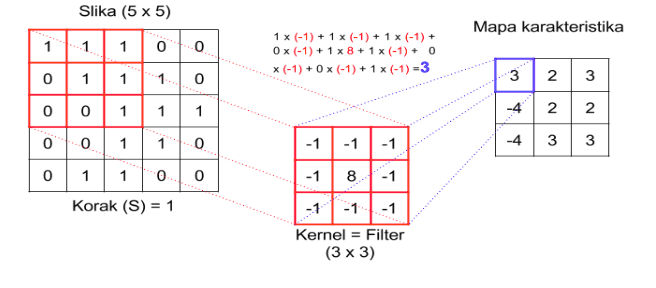 Slika (5 x 5)
1 1 1 0 0
0 1 1 1 0
0 0 1 1 1
0 0 1 1 0
0 1 1 0 0
Korak (S) = 1
1 x (-1) + 1 x (-1) + 1 x (-1) +
0 x (-1) + 1 x 8 + 1 x (-1) + 0
x (-1) + 0 x (-1) + 1 x (-1) =3
-1 -1 -1
-1 8 -1
-1 -1 -1
Kernel = Filter
(3 x 3)
Mapa karakteristika
3 2 3
-4 2 2
-4 3 3